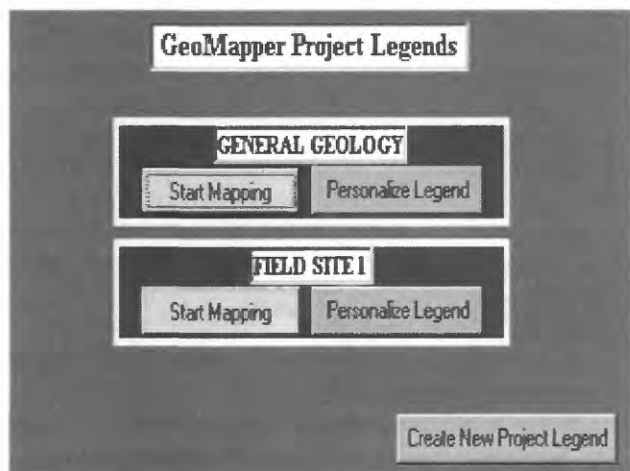 GeoMapper Project Legends
GENERAL GEOLOGY
Start Mapping Personalize Legend
FIELD SITE 1
Start Mapping Personalize Legend
Create New Project Legend